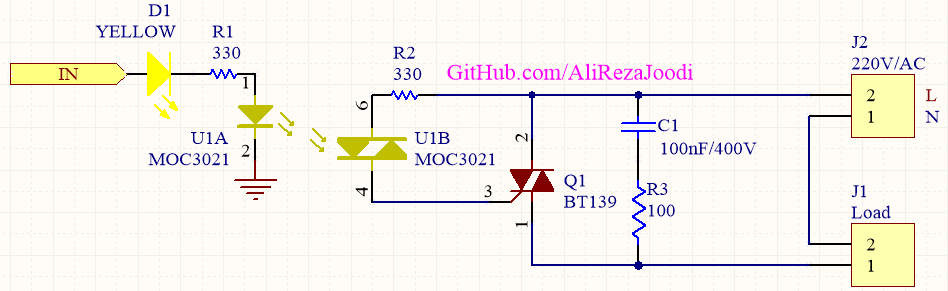 D1
YELLOW
IN
R1
330
1
U1A
MOC3021
2
R2
330
6
U1B
MOC3021
4
GitHub.com/AliRezaJoodi
2
3
Q1
BT139
1
C1
100nF/400V
R3
100
J2
220V/AC
2
L
1
N
J1
Load
2
1